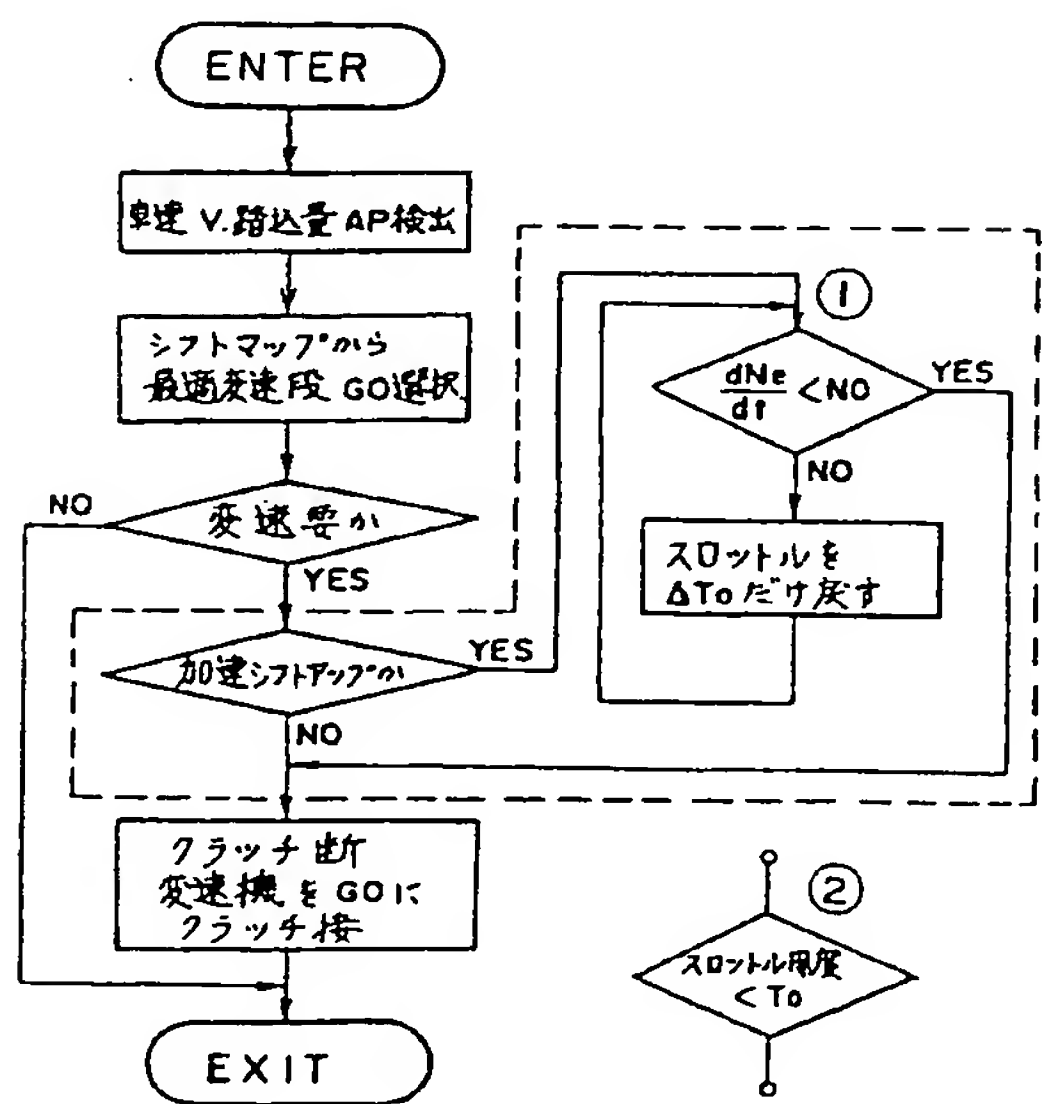 ENTER
車速 V.踏込量 AP検出
シフトマップから
最適変速段 GO選択
変速要か
NO
YES
加速シフトアップか
YES
NO
①
dNe
dt
<NO
YES
NO
スロットルを
ΔToだけ戻す
クラッチ断
変速機をGOに
クラッチ接
EXIT
②
スロットル開度
<To